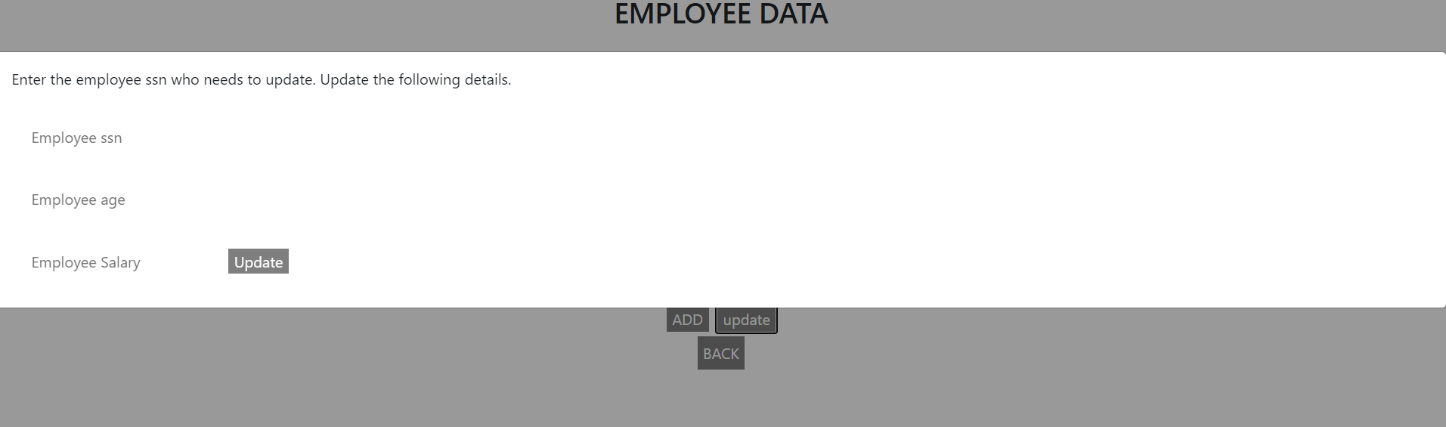 EMPLOYEE DATA
Enter the employee ssn who needs to update. Update the following details.
Employee ssn
Employee age
Employee Salary Update
ADD update
BACK